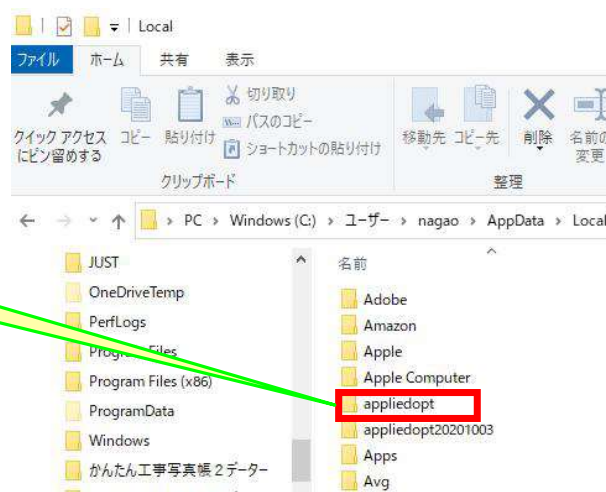 Local
ファイル ホーム 共有 表示
クイック アクセス
にピン留めする
コピー
貼り付け
切り取り
パスのコピー
ショートカットの貼り付け
クリップボード
移動先 コピー先 削除 名前の
変更
整理
PC > Windows (C:) > ユーザー > nagao > AppData > Local
JUST
OneDriveTemp
PerfLogs
Program Files
Program Files (x86)
ProgramData
Windows
かんたん工事写真帳2データー
名前
Adobe
Amazon
Apple
Apple Computer
appliedopt
appliedopt20201003
Apps
Avg